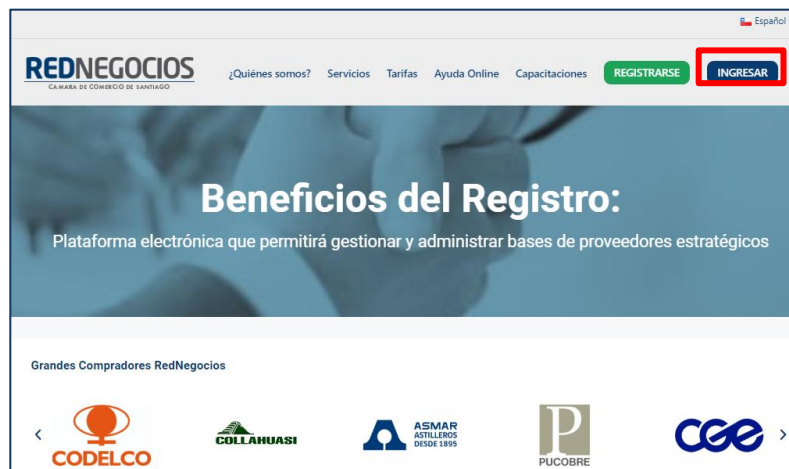 Español
REDNEGOCIOS
CAMARA DE COMERCIO DE SANTIAGO
¿Quiénes somos? Servicios Tarifas Ayuda Online Capacitaciones REGISTRARSE INGRESAR
Beneficios del Registro:
Plataforma electrónica que permitirá gestionar y administrar bases de proveedores estratégicos
Grandes Compradores RedNegocios
CODELCO
COLLAHUASI
ASMAR
ASTILLEROS
DESDE 1895
P
PUCOBRE
CGE